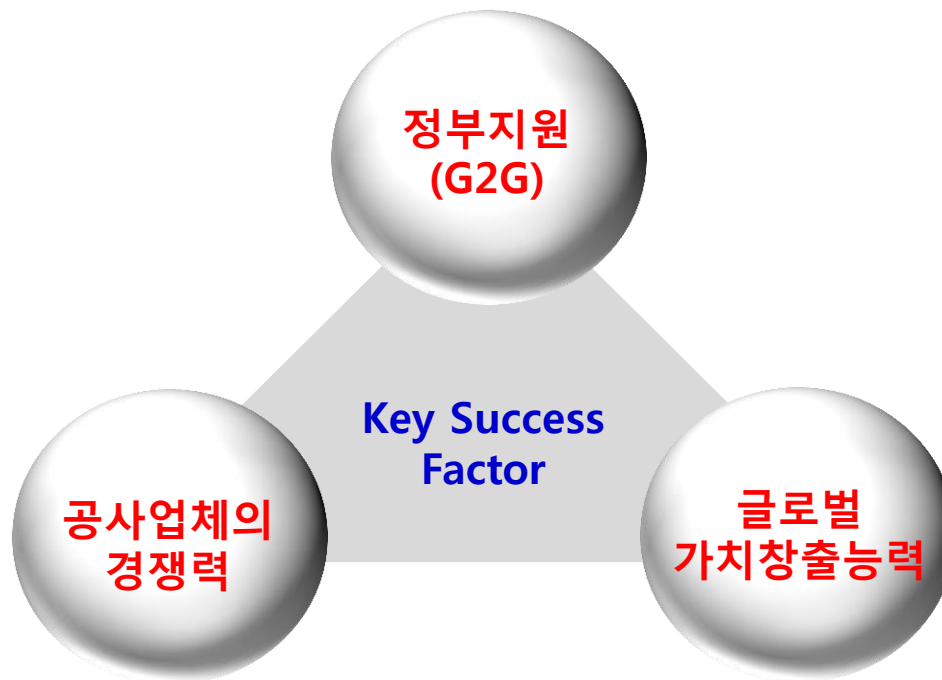 정부지원
(G2G)
Key Success
Factor
공사업체의
경쟁력
글로벌
가치창출능력